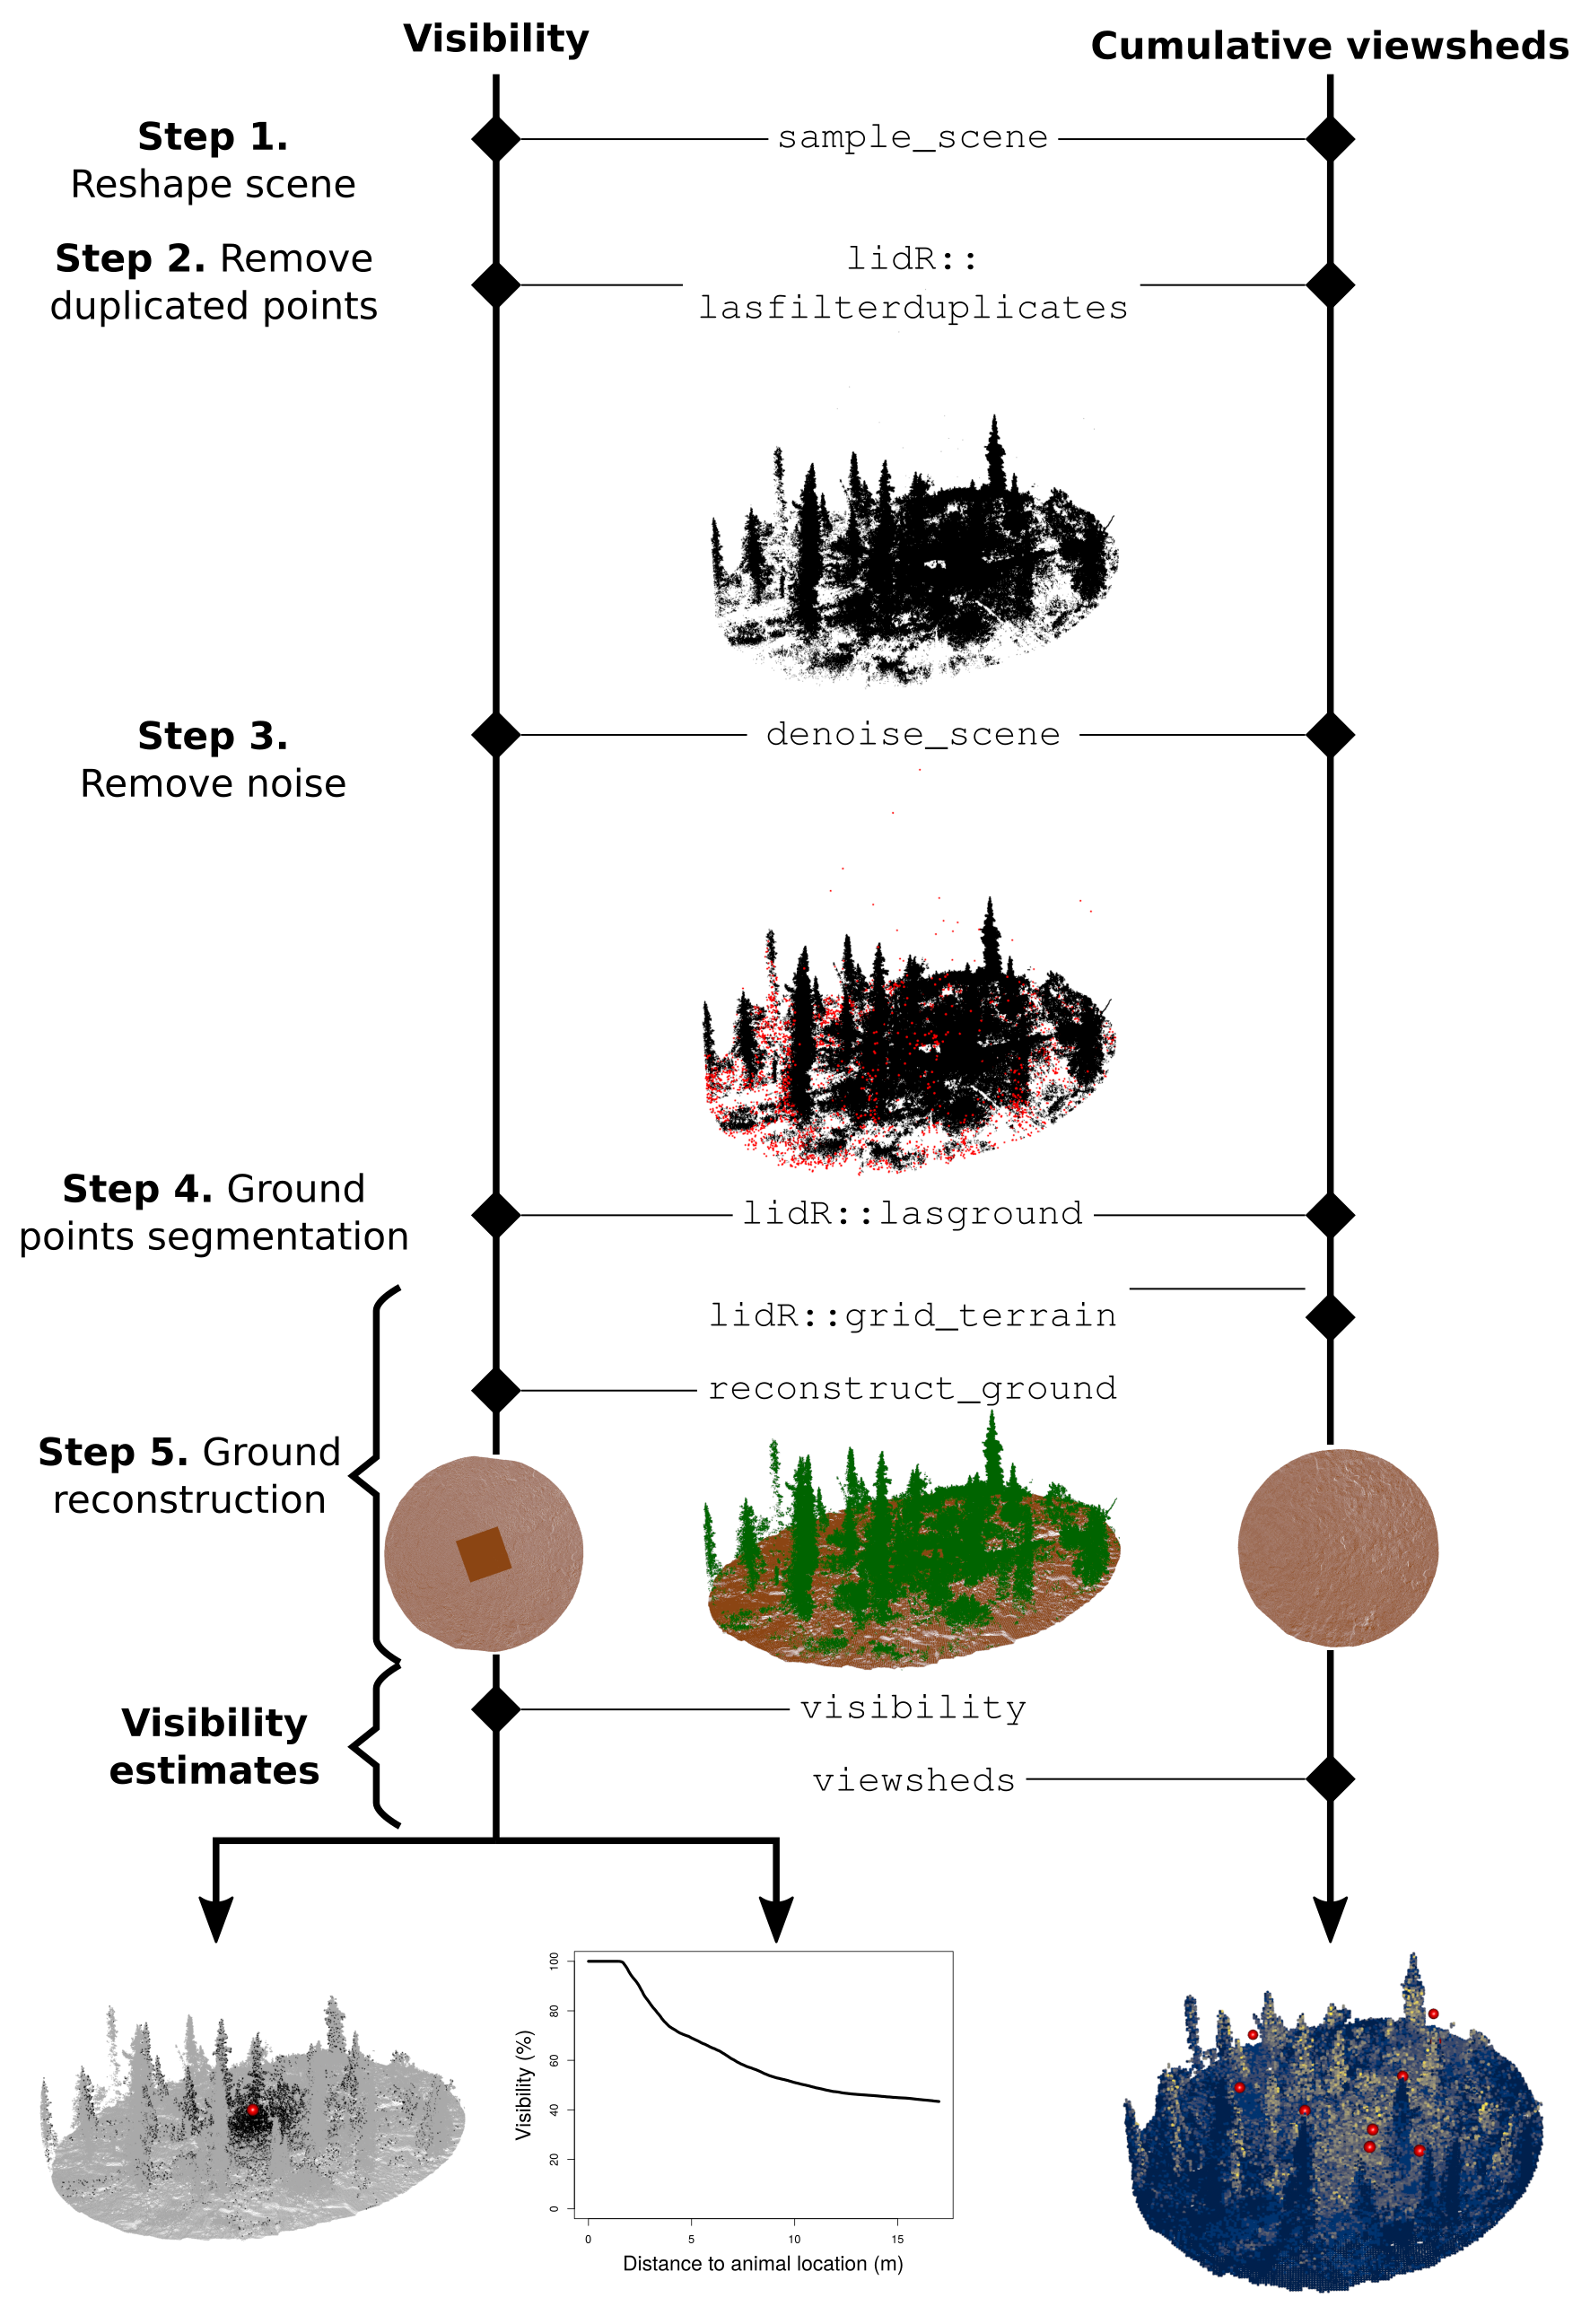 Visibility
Cumulative viewsheds
Step 1.
Reshape scene
sample_scene
Step 2. Remove
duplicated points
lidR::
lasfilterduplicates
Step 3.
Remove noise
denoise_scene
Step 4. Ground
points segmentation
lidR::lasground
lidR::grid_terrain
reconstruct_ground
Step 5. Ground
reconstruction
visibility
Visibility
estimates
viewsheds
Visibility (%)
100
80
60
40
20
0
0 5 10 15
Distance to animal location (m)